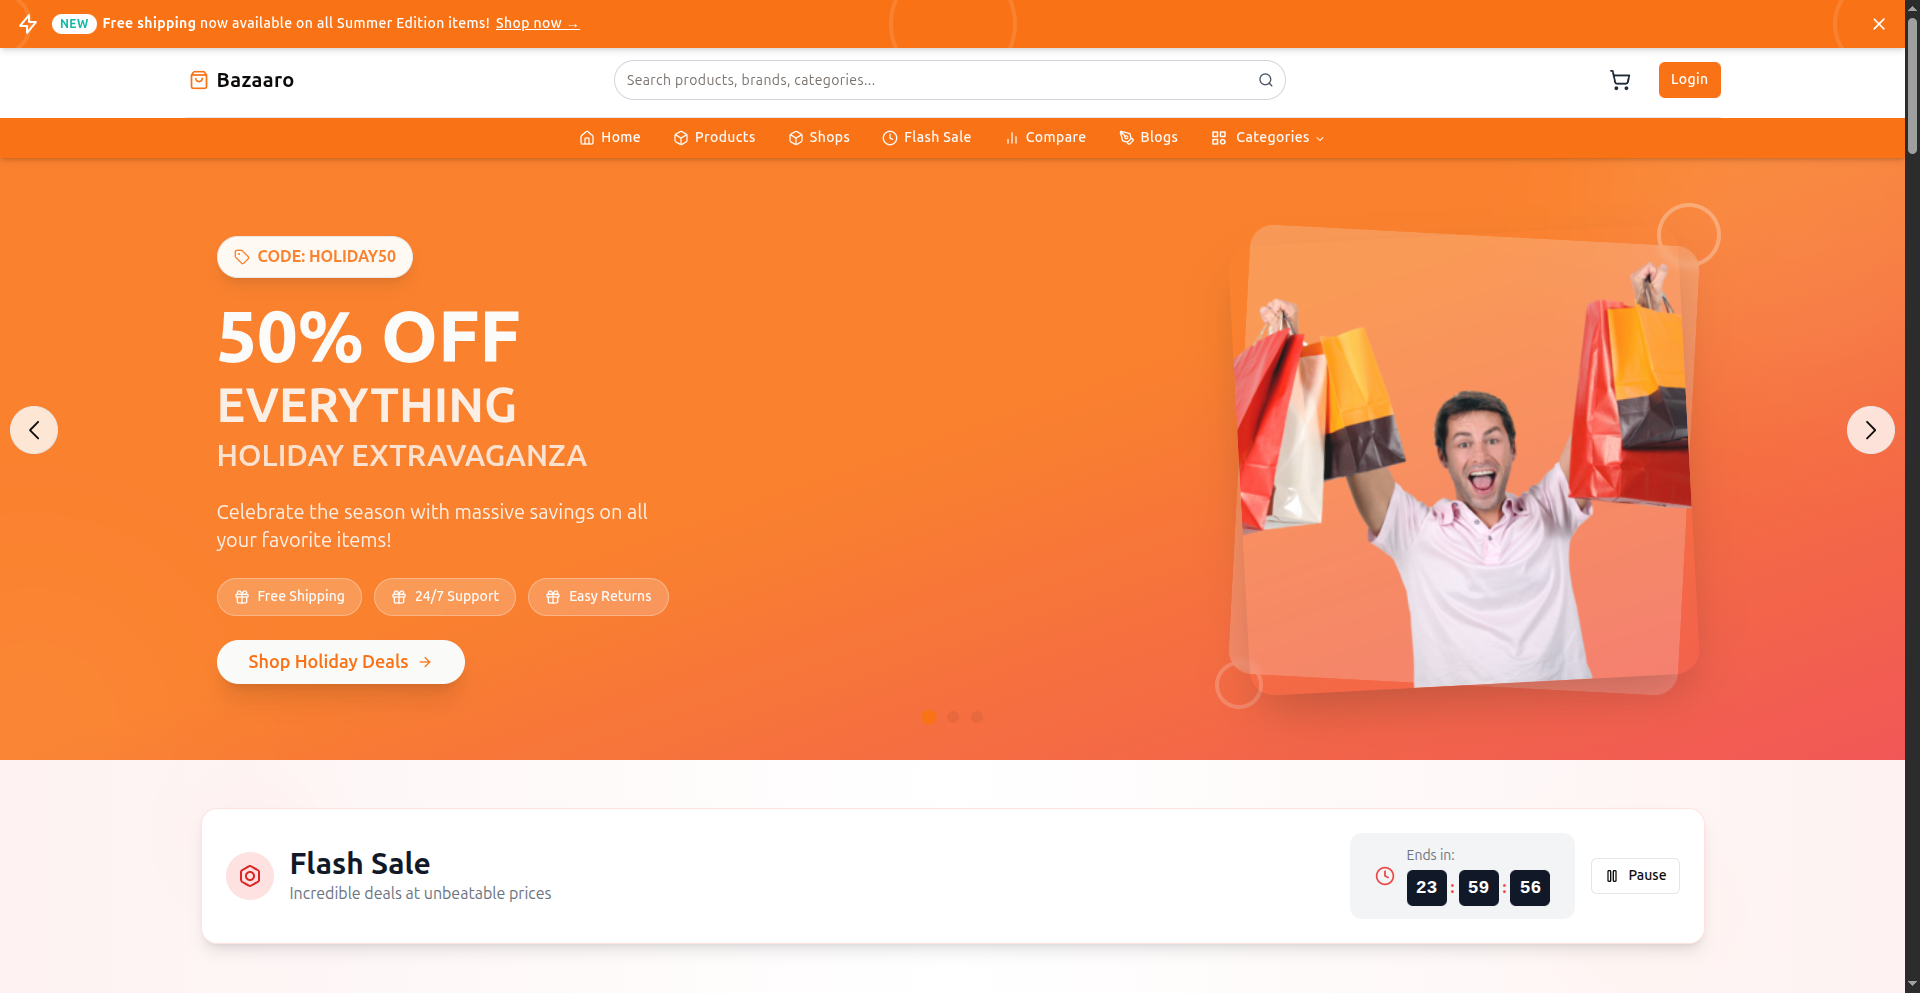 NEW Free shipping now available on all Summer Edition items! Shop now →
Bazaaro
Search products, brands, categories...
Login
Home Products Shops Flash Sale Compare Blogs Categories
CODE: HOLIDAY50
50% OFF
EVERYTHING
HOLIDAY EXTRAVAGANZA
Celebrate the season with massive savings on all
your favorite items!
Free Shipping 24/7 Support Easy Returns
Shop Holiday Deals →
Flash Sale
Incredible deals at unbeatable prices
Ends in:
23 : 59 : 56
Pause